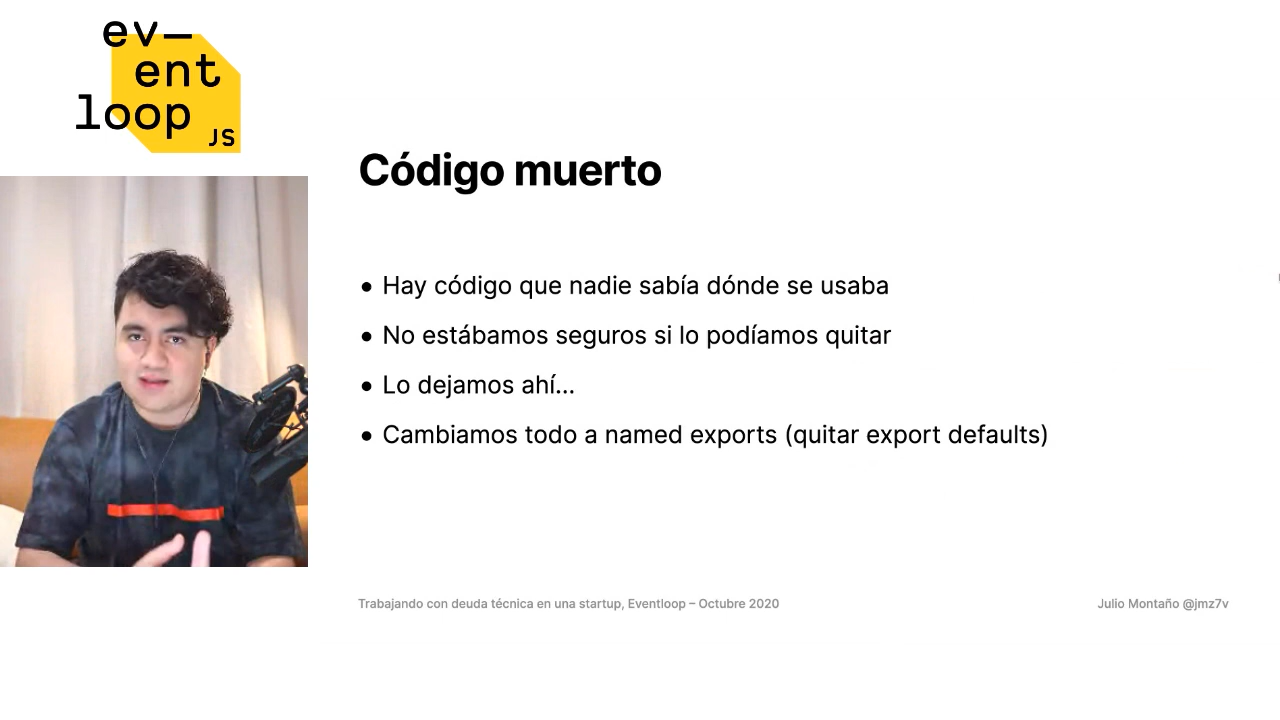 ev—
ent
loop
JS
Código muerto
• Hay código que nadie sabía dónde se usaba
• No estábamos seguros si lo podíamos quitar
• Lo dejamos ahí...
• Cambiamos todo a named exports (quitar export defaults)
Trabajando con deuda técnica en una startup, Eventloop – Octubre 2020
Julio Montaño @jmz7v